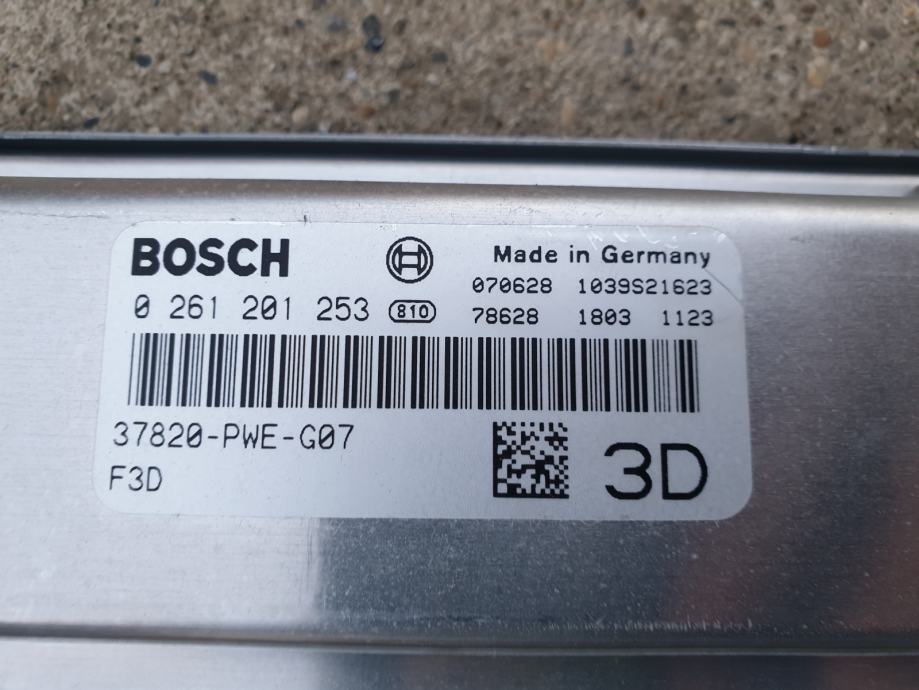 BOSCH
Made in Germany
070628 1039S21623
0 261 201 253 810 78628 1803 1123
37820-PWE-G07
F3D
3D